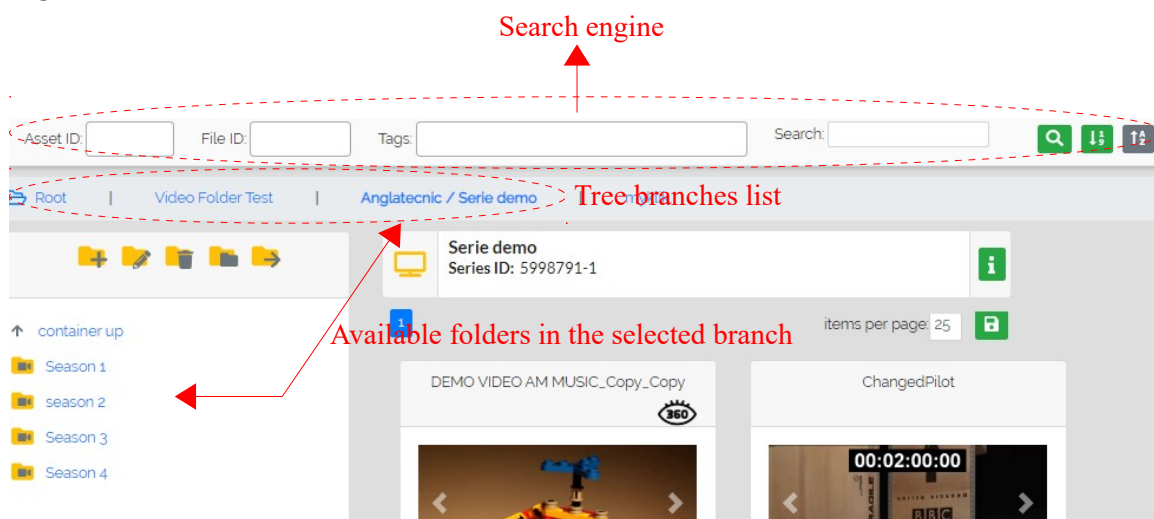 Search engine
Asset ID: File ID: Tags: Search:
Root | Video Folder Test | Anglatecnic / Serie demo Tree branches list
Serie demo
Series ID: 5998791-1
i
1 items per page: 25
Available folders in the selected branch
container up
Season 1
season 2
Season 3
Season 4
DEMO VIDEO AM MUSIC_Copy_Copy
360
ChangedPilot
00:02:00:00
BBC